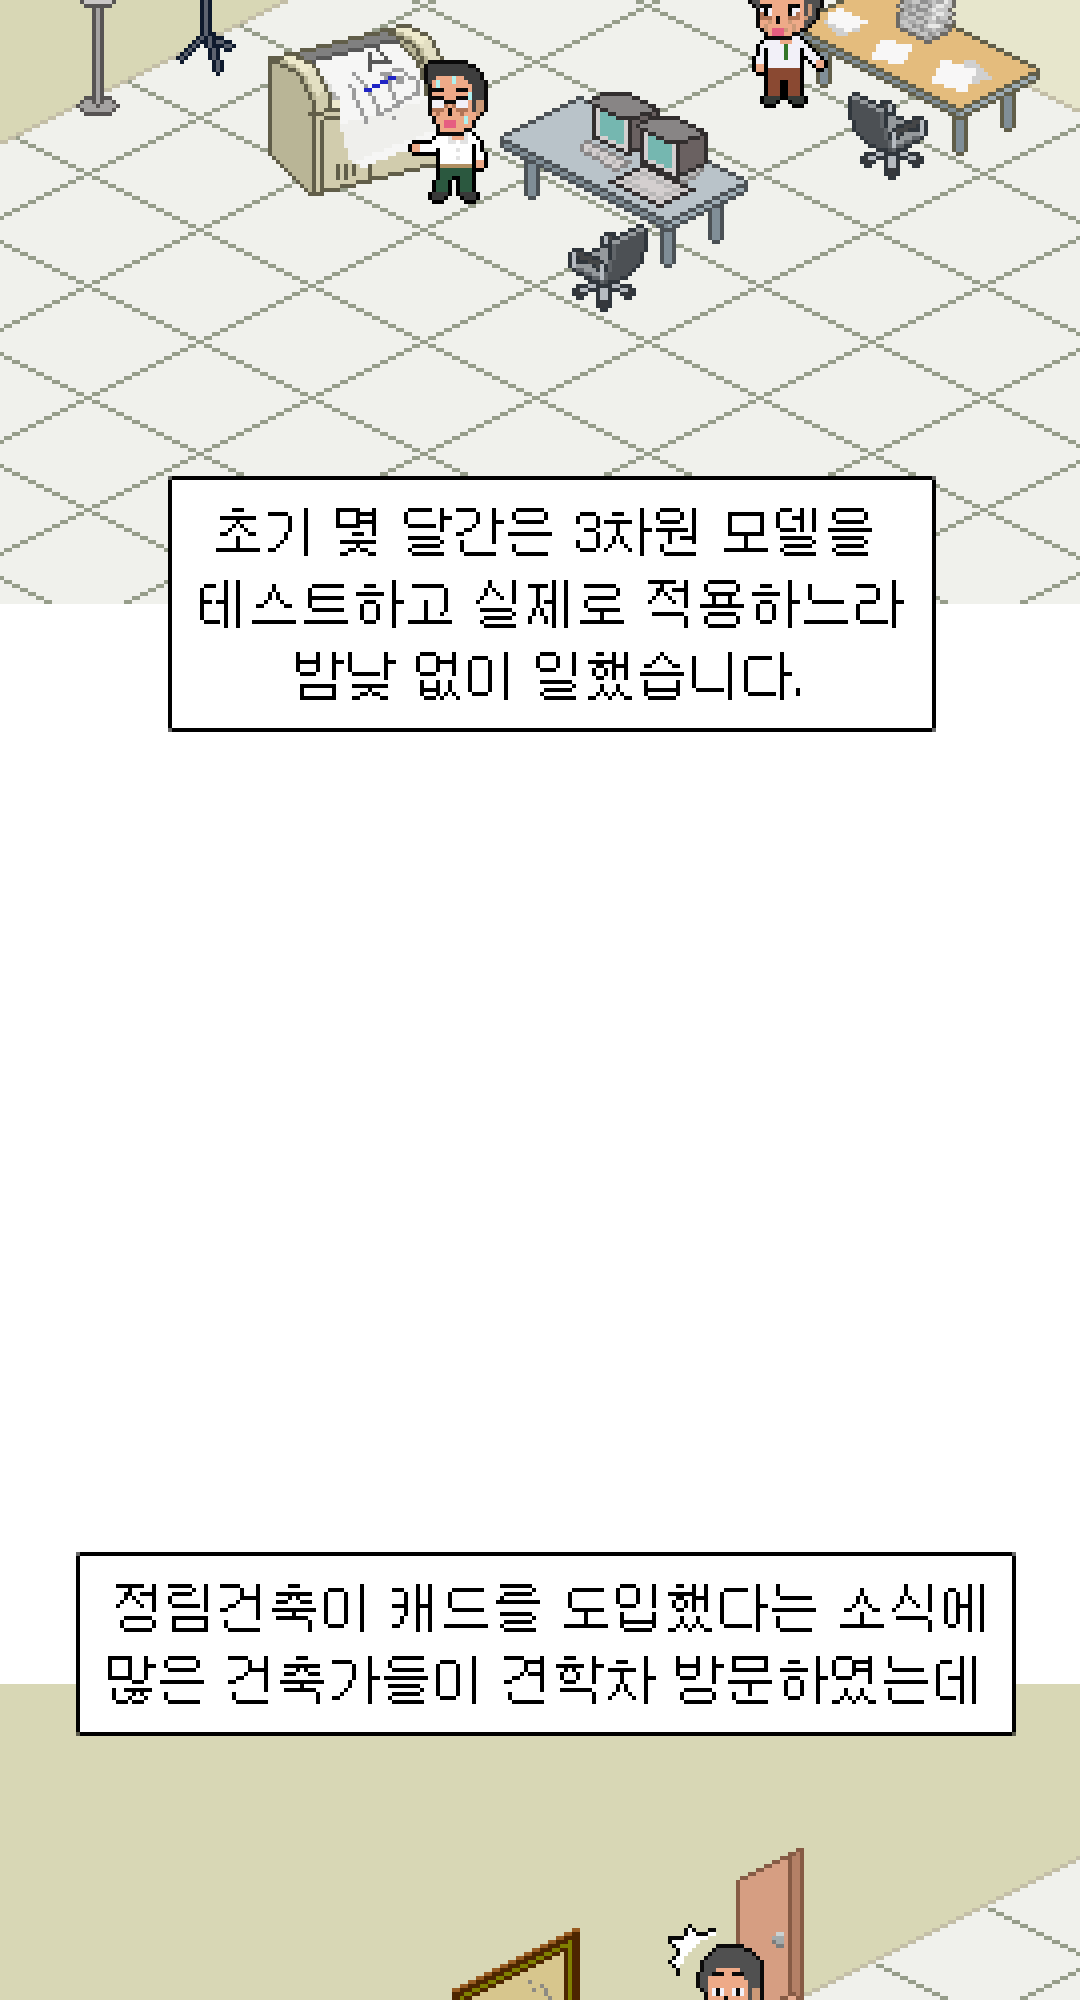 초기 몇 달간은 3차원 모델을
테스트하고 실제로 적용하느라
밤낮 없이 일했습니다.
정림건축이 캐드를 도입했다는 소식에
많은 건축가들이 견학차 방문하였는데